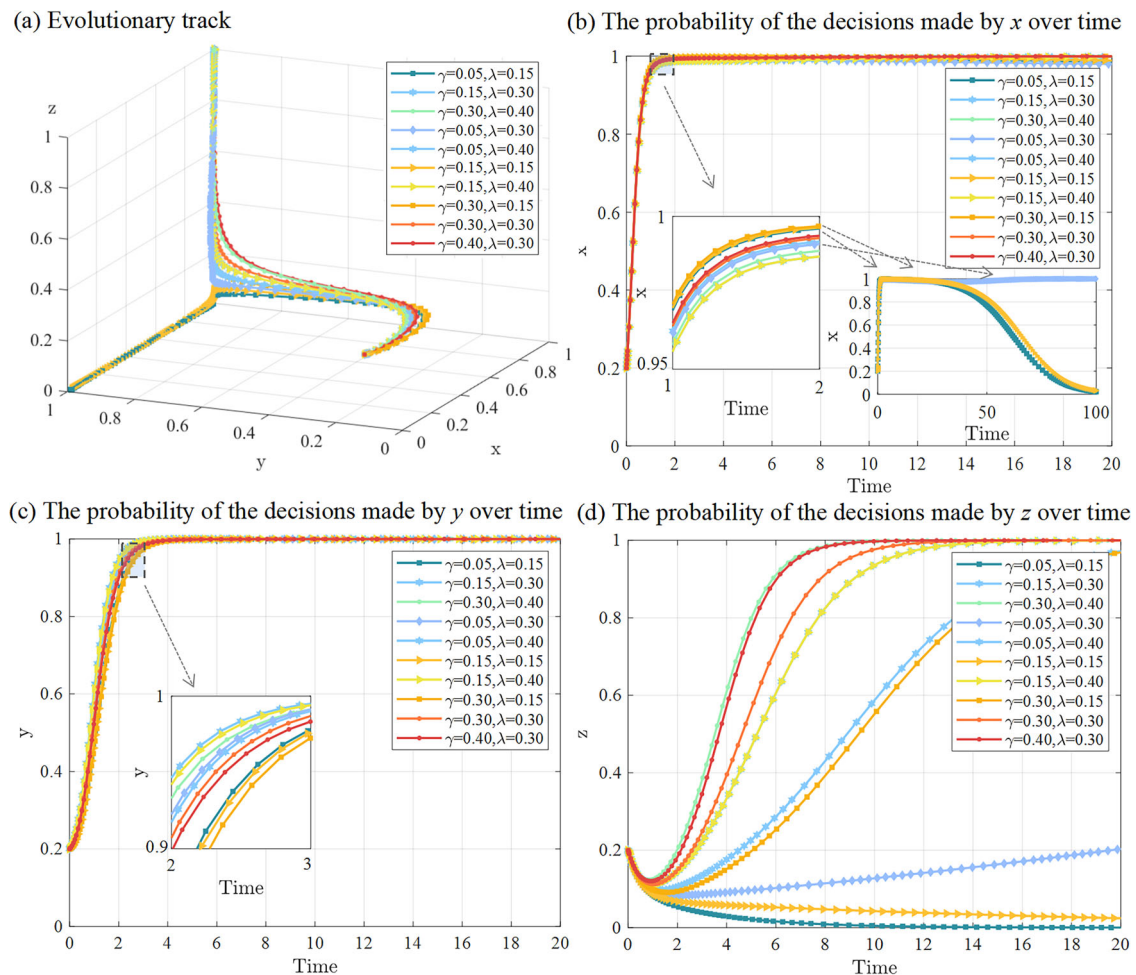 (a) Evolutionary track
z
1
0.8
0.6
0.4
0.2
0
1
0.8
0.6
0.4
0.2
0
y
0
0.2
0.4
0.6
0.8
1
x
γ=0.05,λ=0.15
γ=0.15,λ=0.30
γ=0.30,λ=0.40
γ=0.05,λ=0.30
γ=0.05,λ=0.40
γ=0.15,λ=0.15
γ=0.15,λ=0.40
γ=0.30,λ=0.15
γ=0.30,λ=0.30
γ=0.40,λ=0.30
(b) The probability of the decisions made by x over time
1
0.8
0.6
0.4
0.2
0
x
0 2 4 6 8 10 12 14 16 18 20
Time
γ=0.05,λ=0.15
γ=0.15,λ=0.30
γ=0.30,λ=0.40
γ=0.05,λ=0.30
γ=0.05,λ=0.40
γ=0.15,λ=0.15
γ=0.15,λ=0.40
γ=0.30,λ=0.15
γ=0.30,λ=0.30
γ=0.40,λ=0.30
1
x
0.95
1 2
Time
1
0.8
0.6
0.4
0.2
0
x
0 50 100
Time
(c) The probability of the decisions made by y over time
1
0.8
0.6
0.4
0.2
0
y
0 2 4 6 8 10 12 14 16 18 20
Time
γ=0.05,λ=0.15
γ=0.15,λ=0.30
γ=0.30,λ=0.40
γ=0.05,λ=0.30
γ=0.05,λ=0.40
γ=0.15,λ=0.15
γ=0.15,λ=0.40
γ=0.30,λ=0.15
γ=0.30,λ=0.30
γ=0.40,λ=0.30
1
y
0.9
2 3
Time
(d) The probability of the decisions made by z over time
1
0.8
0.6
0.4
0.2
0
z
0 2 4 6 8 10 12 14 16 18 20
Time
γ=0.05,λ=0.15
γ=0.15,λ=0.30
γ=0.30,λ=0.40
γ=0.05,λ=0.30
γ=0.05,λ=0.40
γ=0.15,λ=0.15
γ=0.15,λ=0.40
γ=0.30,λ=0.15
γ=0.30,λ=0.30
γ=0.40,λ=0.30